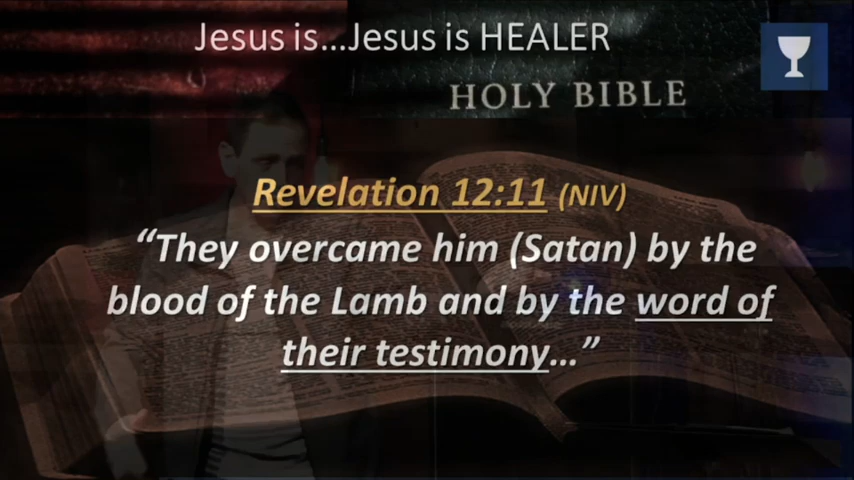 Jesus is...Jesus is HEALER
HOLY BIBLE
Revelation 12:11 (NIV)
“They overcame him (Satan) by the
blood of the Lamb and by the word of
their testimony...”